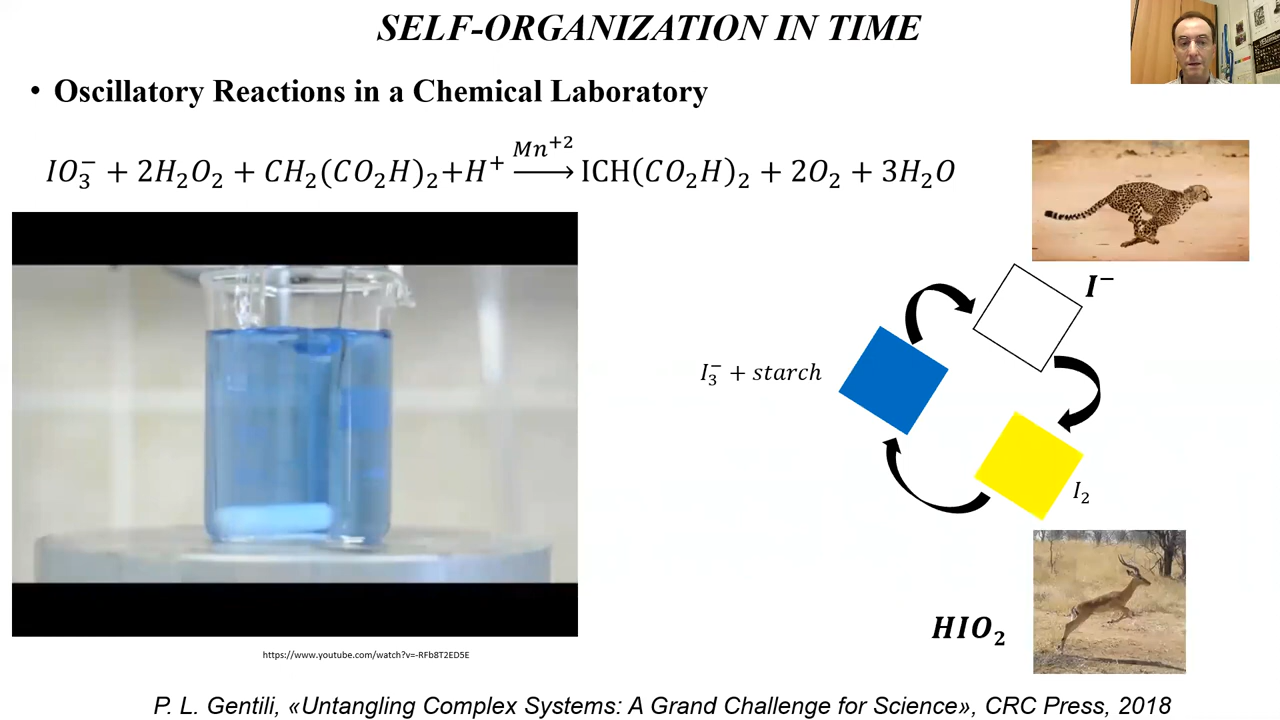 SELF-ORGANIZATION IN TIME
• Oscillatory Reactions in a Chemical Laboratory
Mn⁺²
IO₃⁻ + 2H₂O₂ + CH₂(CO₂H)₂+H⁺ ⟶ ICH(CO₂H)₂ + 2O₂ + 3H₂O
I⁻
I₃⁻ + starch
I₂
HIO₂
https://www.youtube.com/watch?v=-RFb8T2ED5E
P. L. Gentili, «Untangling Complex Systems: A Grand Challenge for Science», CRC Press, 2018